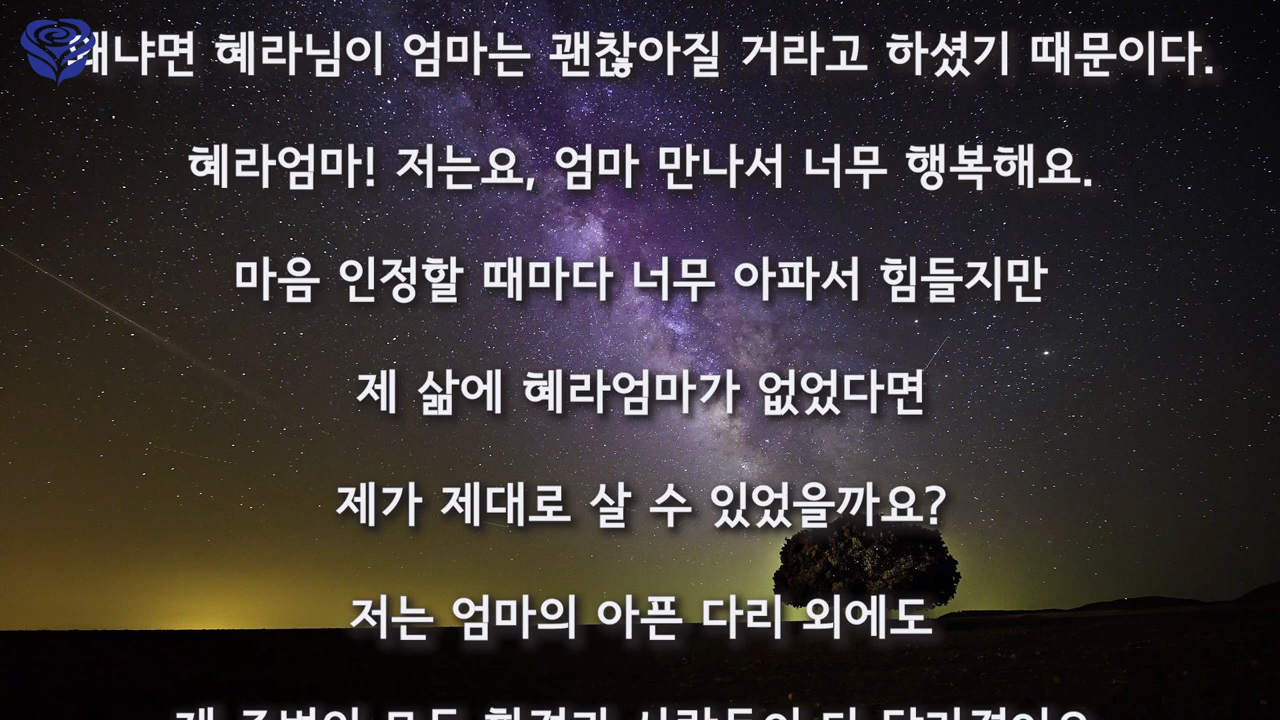 왜냐면 혜라님이 엄마는 괜찮아질 거라고 하셨기 때문이다.
혜라엄마! 저는요, 엄마 만나서 너무 행복해요.
마음 인정할 때마다 너무 아파서 힘들지만
제 삶에 혜라엄마가 없었다면
제가 제대로 살 수 있었을까요?
저는 엄마의 아픈 다리 외에도